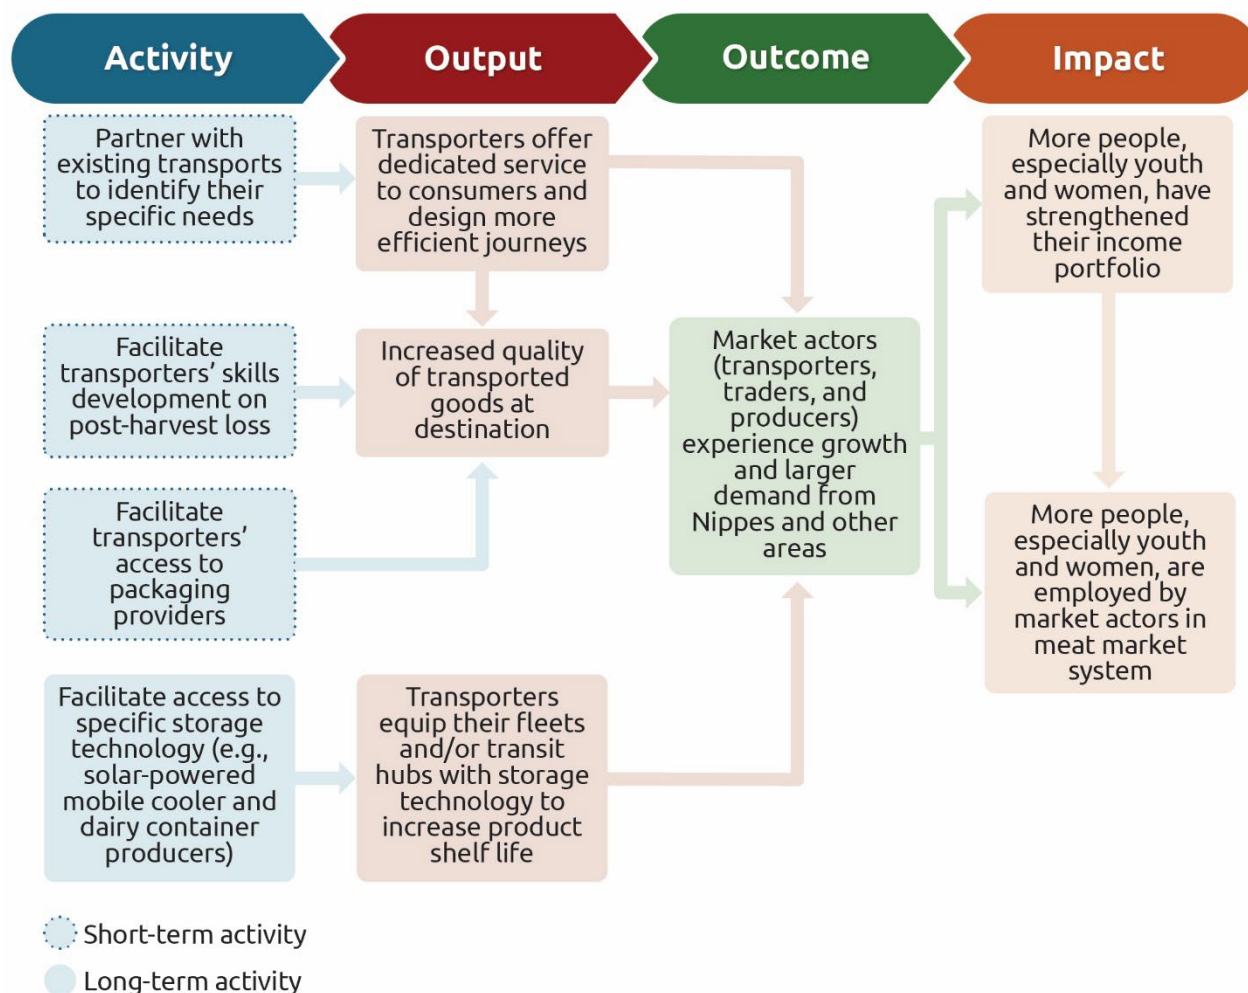 Activity
Output
Outcome
Impact
Partner with
existing transports
to identify their
specific needs
Transporters offer
dedicated service
to consumers and
design more
efficient journeys
More people,
especially youth
and women, have
strengthened
their income
portfolio
Facilitate
transporters’ skills
development on
post-harvest loss
Increased quality
of transported
goods at
destination
Market actors
(transporters,
traders, and
producers)
experience growth
and larger
demand from
Nippes and other
areas
Facilitate
transporters’
access to
packaging
providers
More people,
especially youth
and women, are
employed by
market actors in
meat market
system
Facilitate access to
specific storage
technology (e.g.,
solar-powered
mobile cooler and
dairy container
producers)
Transporters
equip their fleets
and/or transit
hubs with storage
technology to
increase product
shelf life
Short-term activity
Long-term activity